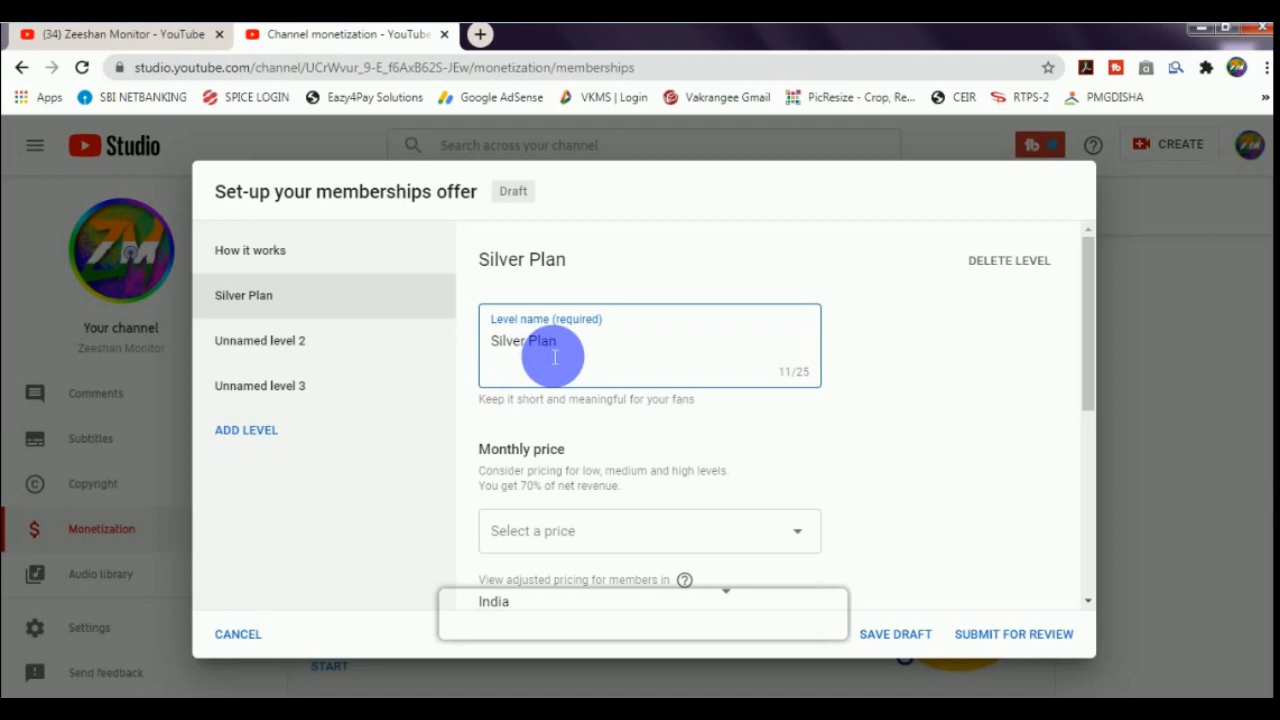 (34) Zeeshan Monitor - YouTube
Channel monetization - YouTube
studio.youtube.com/channel/UCrWvur_9-E_f6AxB62S-JEw/monetization/memberships
Apps SBI NETBANKING SPICE LOGIN Eazy4Pay Solutions Google AdSense VKMS | Login Vakrangee Gmail PicResize - Crop, Re... CEIR RTPS-2 PMGDISHA »
Studio
Search across your channel
CREATE
Set-up your memberships offer Draft
ZM
Your channel
Zeeshan Monitor
Comments
Subtitles
Copyright
Monetization
Audio library
Settings
Send feedback
How it works
Silver Plan
Unnamed level 2
Unnamed level 3
ADD LEVEL
Silver Plan
DELETE LEVEL
Level name (required)
Silver Plan
11/25
Keep it short and meaningful for your fans
Monthly price
Consider pricing for low, medium and high levels.
You get 70% of net revenue.
Select a price
View adjusted pricing for members in
India
CANCEL
SAVE DRAFT
SUBMIT FOR REVIEW
START